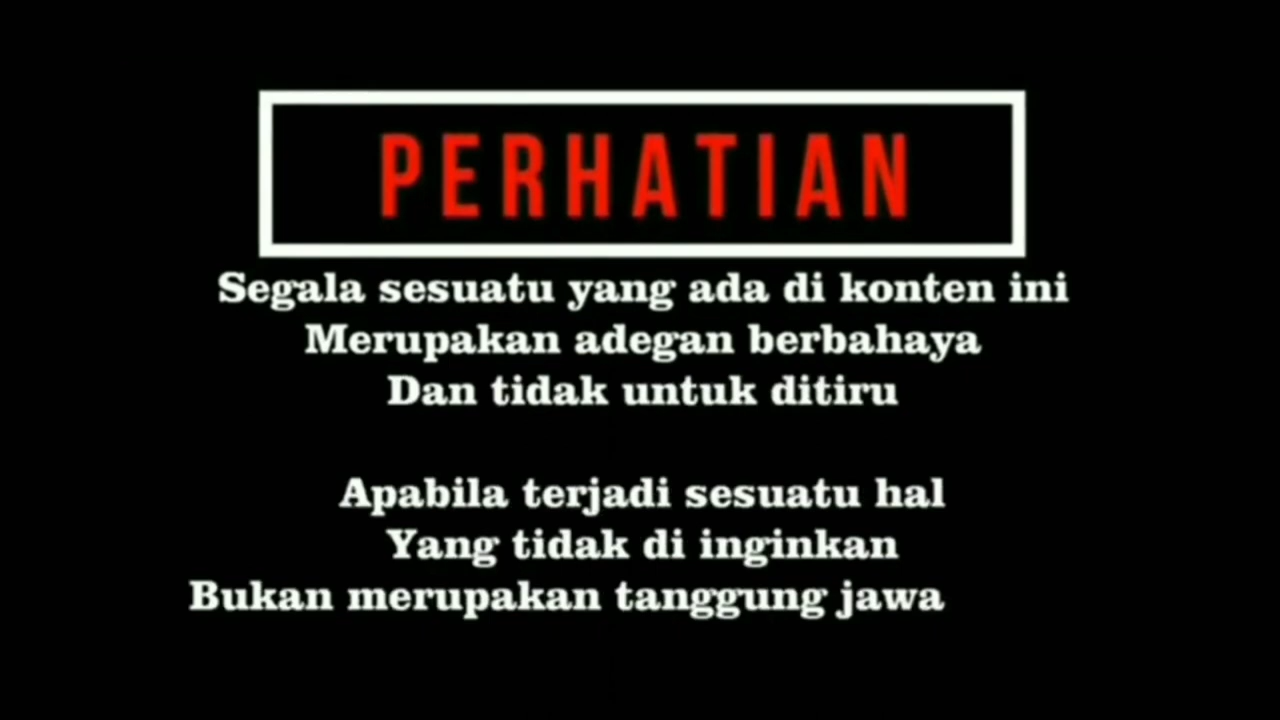 PERHATIAN
Segala sesuatu yang ada di konten ini
Merupakan adegan berbahaya
Dan tidak untuk ditiru
Apabila terjadi sesuatu hal
Yang tidak di inginkan
Bukan merupakan tanggung jawa